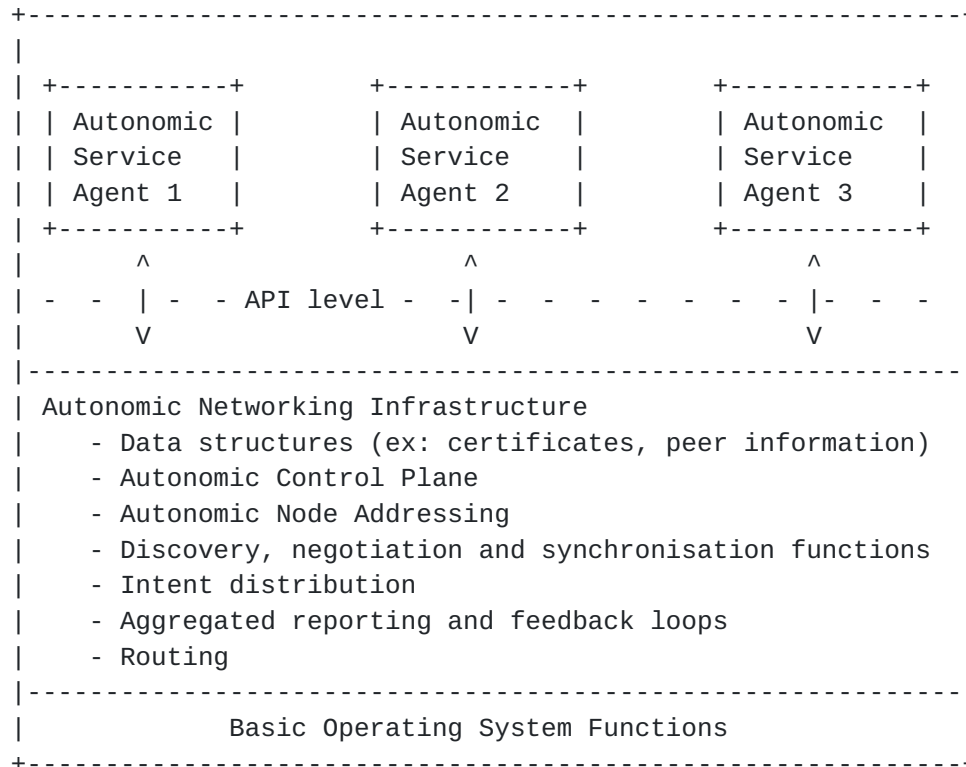 Autonomic Autonomic Autonomic
Service Service Service
Agent 1 Agent 2 Agent 3
API level
Autonomic Networking Infrastructure
- Data structures (ex: certificates, peer information)
- Autonomic Control Plane
- Autonomic Node Addressing
- Discovery, negotiation and synchronisation functions
- Intent distribution
- Aggregated reporting and feedback loops
- Routing
Basic Operating System Functions